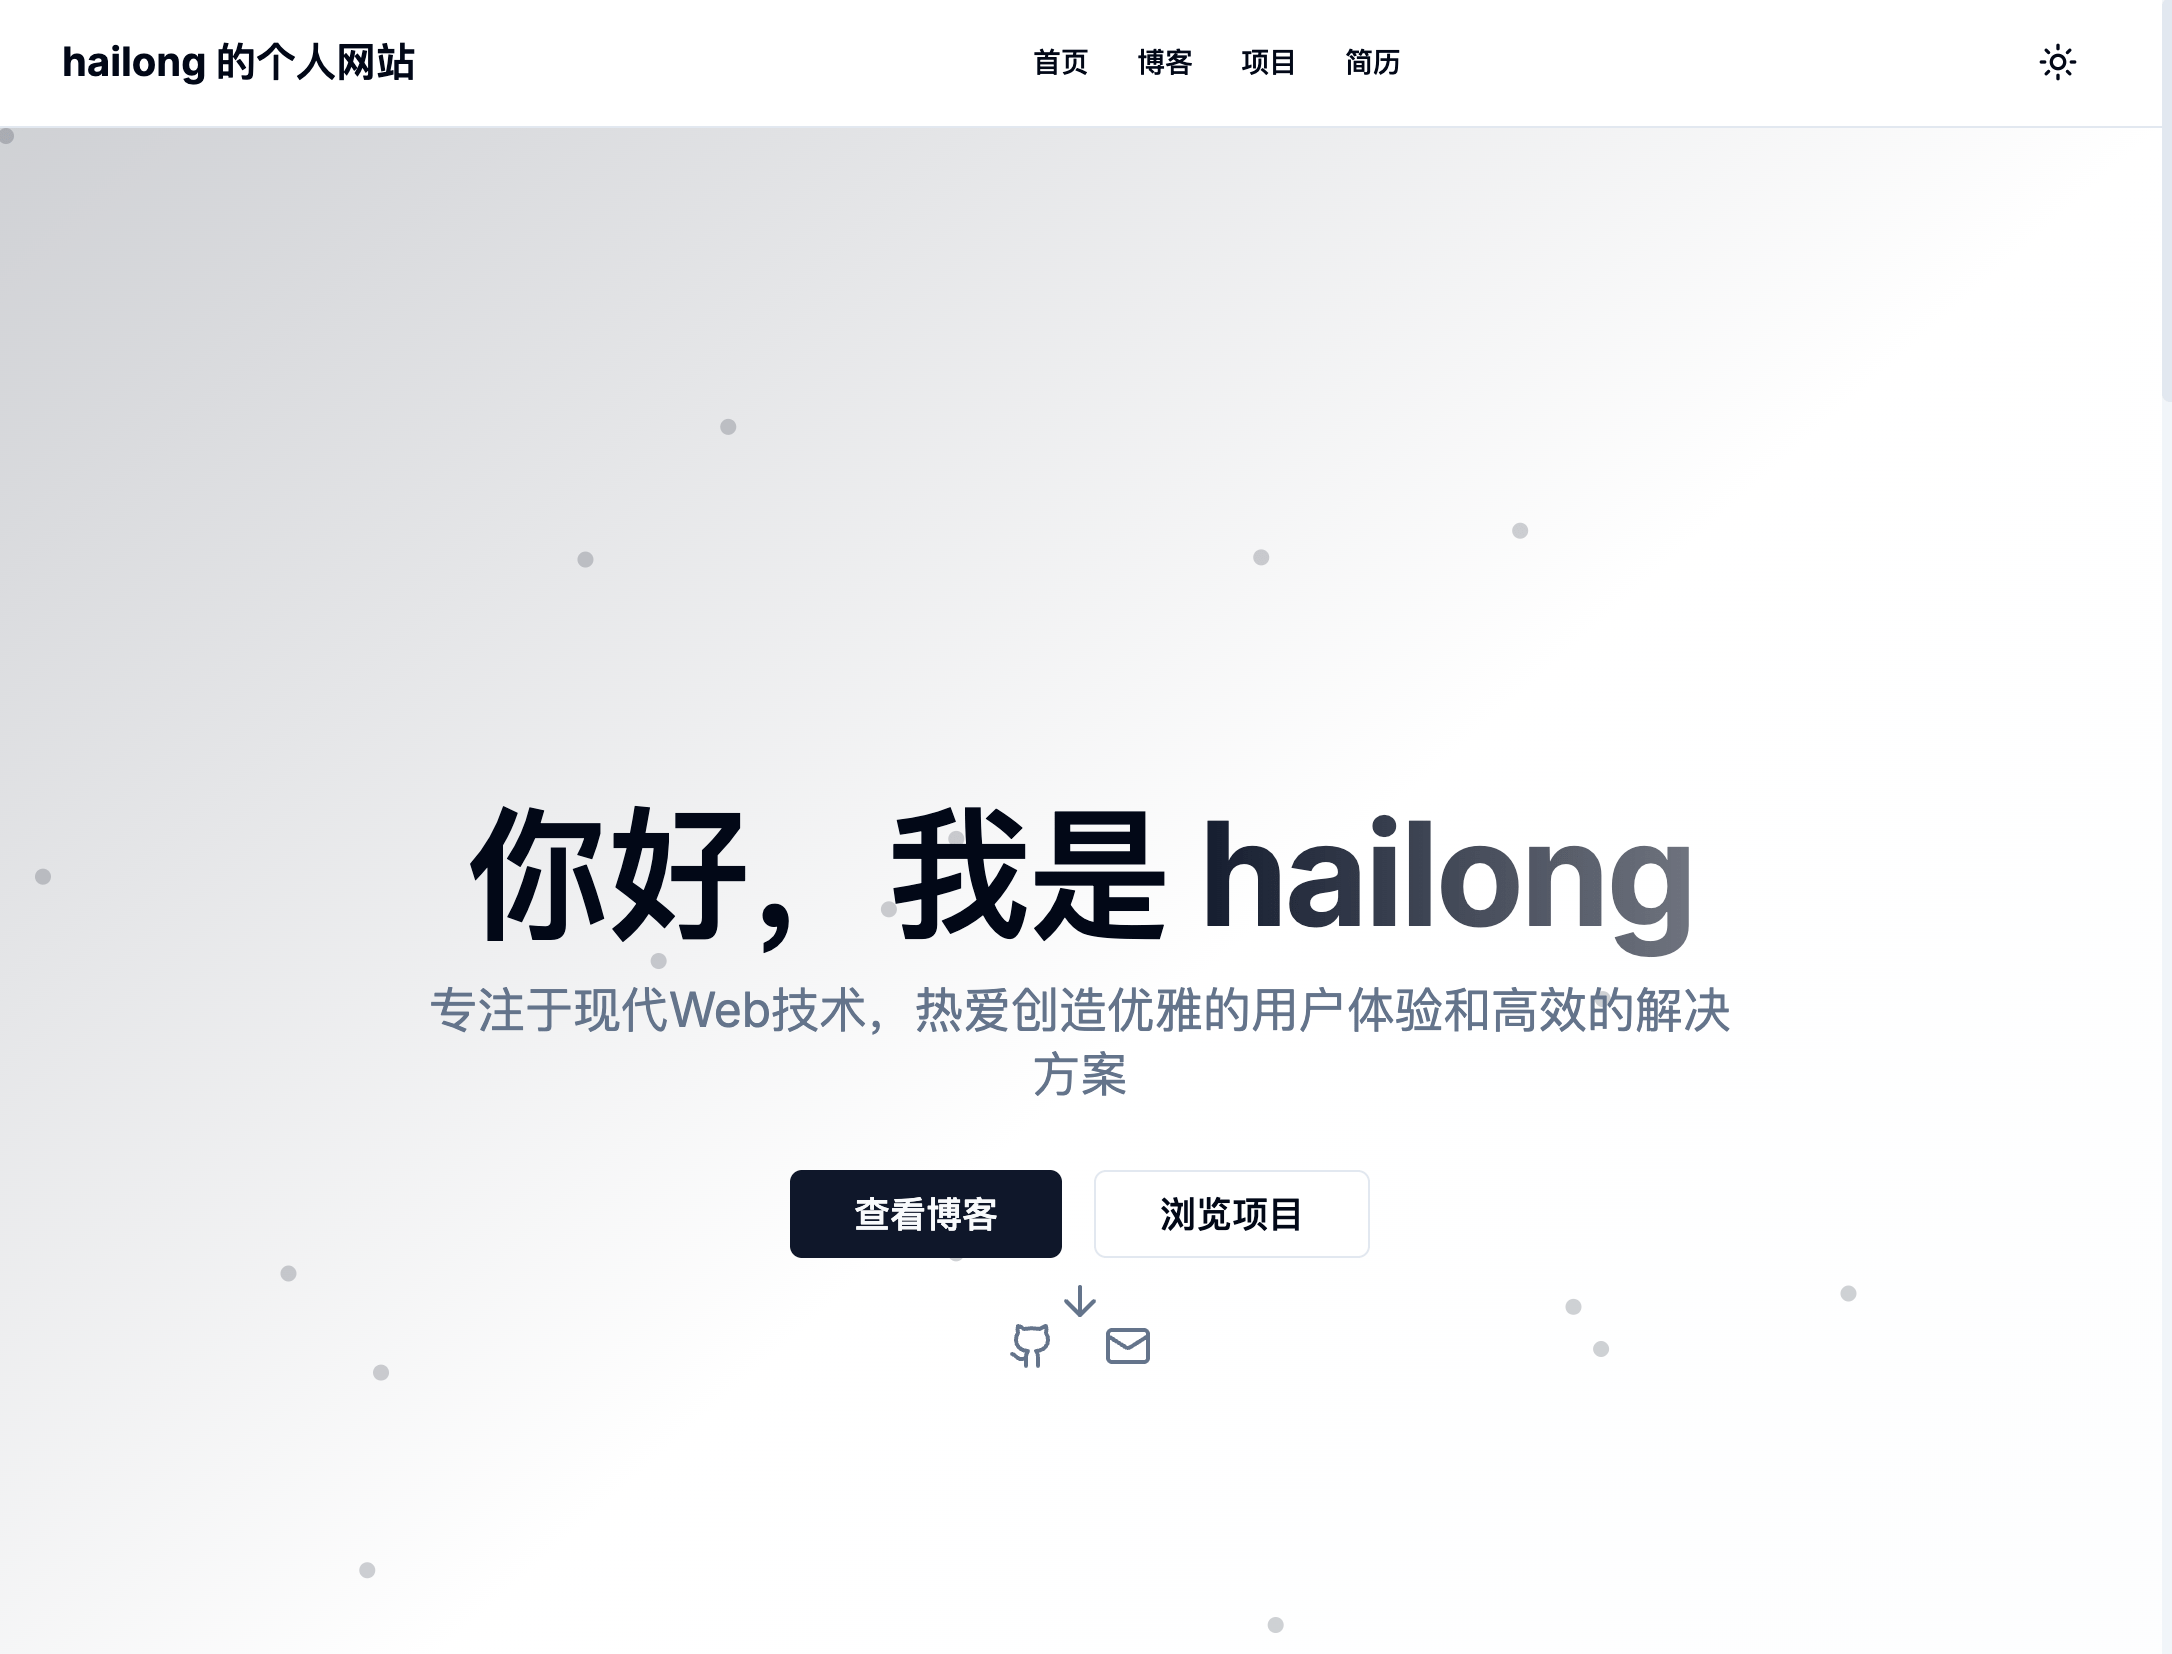 hailong 的个人网站
首页 博客 项目 简历
你好，我是 hailong
专注于现代Web技术，热爱创造优雅的用户体验和高效的解决
方案
查看博客 浏览项目